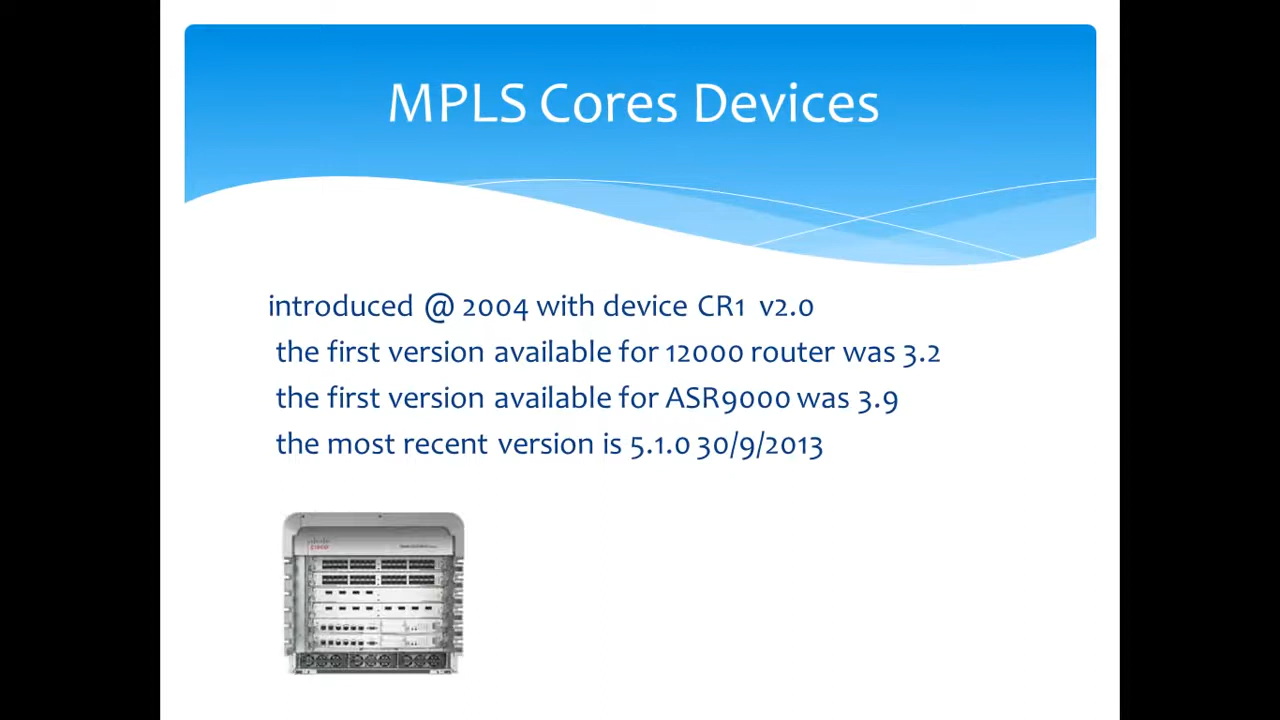 MPLS Cores Devices
introduced @ 2004 with device CR1 v2.0
the first version available for 12000 router was 3.2
the first version available for ASR9000 was 3.9
the most recent version is 5.1.0 30/9/2013
CISCO